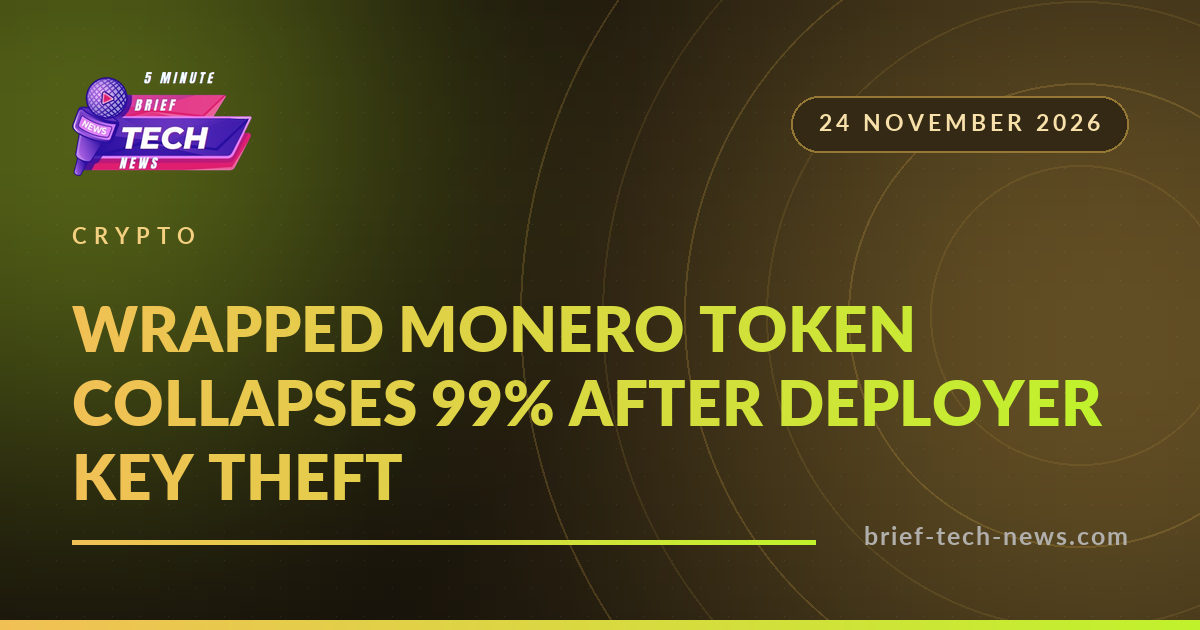 5 MINUTE
BRIEF
NEWS
TECH
NEWS
24 NOVEMBER 2026
CRYPTO
WRAPPED MONERO TOKEN
COLLAPSES 99% AFTER DEPLOYER
KEY THEFT
brief-tech-news.com